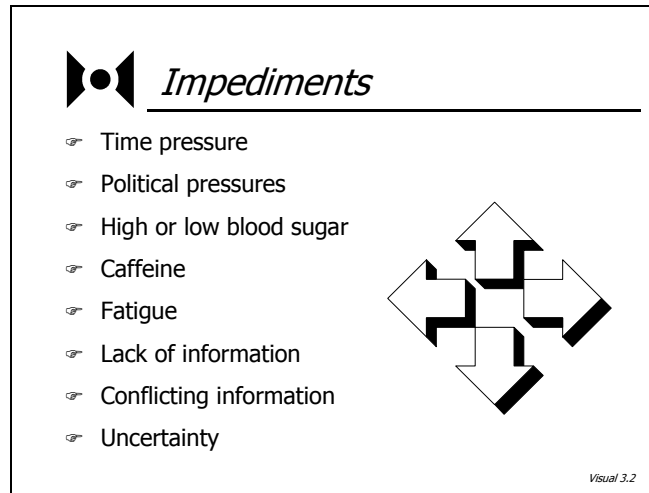 Impediments
☞ Time pressure
☞ Political pressures
☞ High or low blood sugar
☞ Caffeine
☞ Fatigue
☞ Lack of information
☞ Conflicting information
☞ Uncertainty
Visual 3.2